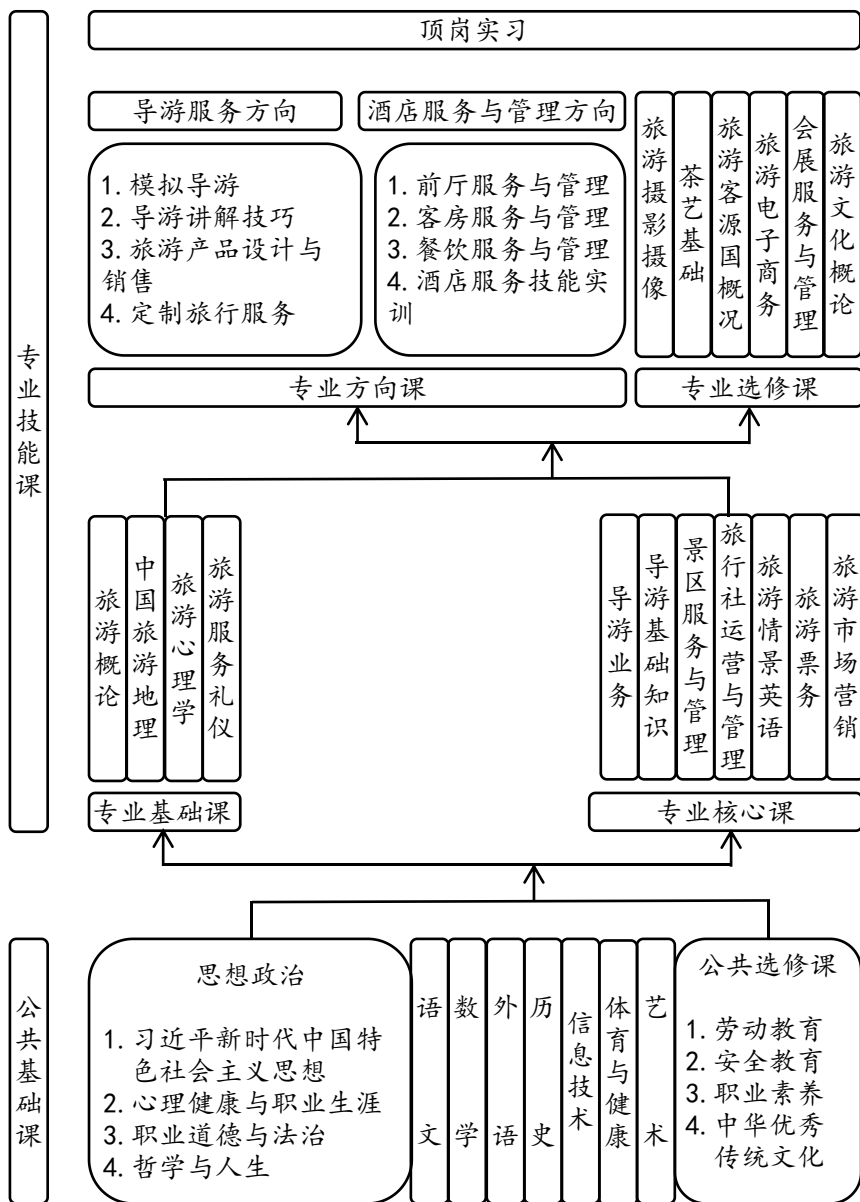 顶岗实习
导游服务方向
酒店服务与管理方向
1. 模拟导游
2. 导游讲解技巧
3. 旅游产品设计与
销售
4. 定制旅行服务
1. 前厅服务与管理
2. 客房服务与管理
3. 餐饮服务与管理
4. 酒店服务技能实
训
旅游摄影摄像
茶艺基础
旅游客源国概况
旅游电子商务
会展服务与管理
旅游文化概论
专业方向课
专业选修课
专业技能课
旅游概论
中国旅游地理
旅游心理学
旅游服务礼仪
导游业务
导游基础知识
景区服务与管理
旅行社运营与管理
旅游情景英语
旅游票务
旅游市场营销
专业基础课
专业核心课
公共基础课
思想政治
1. 习近平新时代中国特
色社会主义思想
2. 心理健康与职业生涯
3. 职业道德与法治
4. 哲学与人生
语文
数学
外语
历史
信息技术
体育与健康
艺术
公共选修课
1. 劳动教育
2. 安全教育
3. 职业素养
4. 中华优秀
传统文化